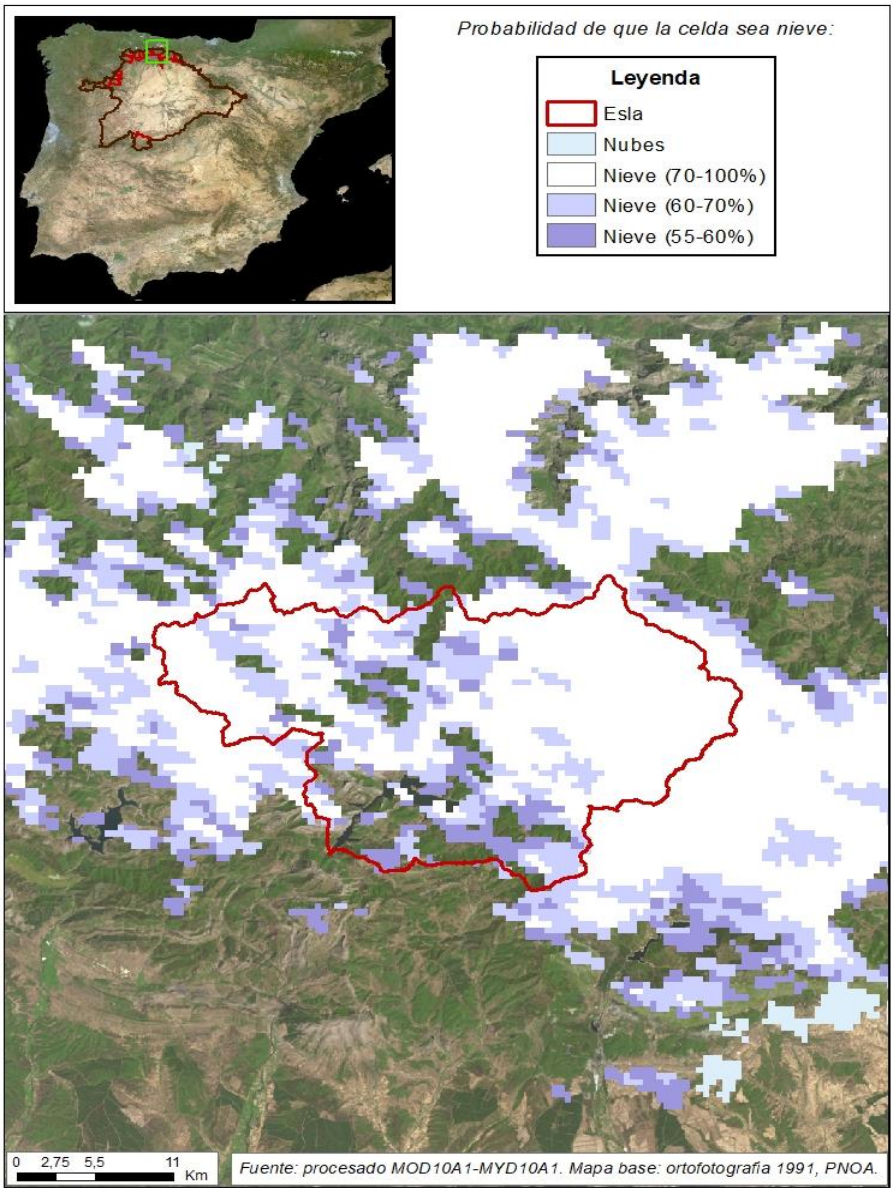 Probabilidad de que la celda sea nieve:
Leyenda
Esla
Nubes
Nieve (70-100%)
Nieve (60-70%)
Nieve (55-60%)
0 2,75 5,5 11
Km
Fuente: procesado MOD10A1-MYD10A1. Mapa base: ortofotografía 1991, PNOA.